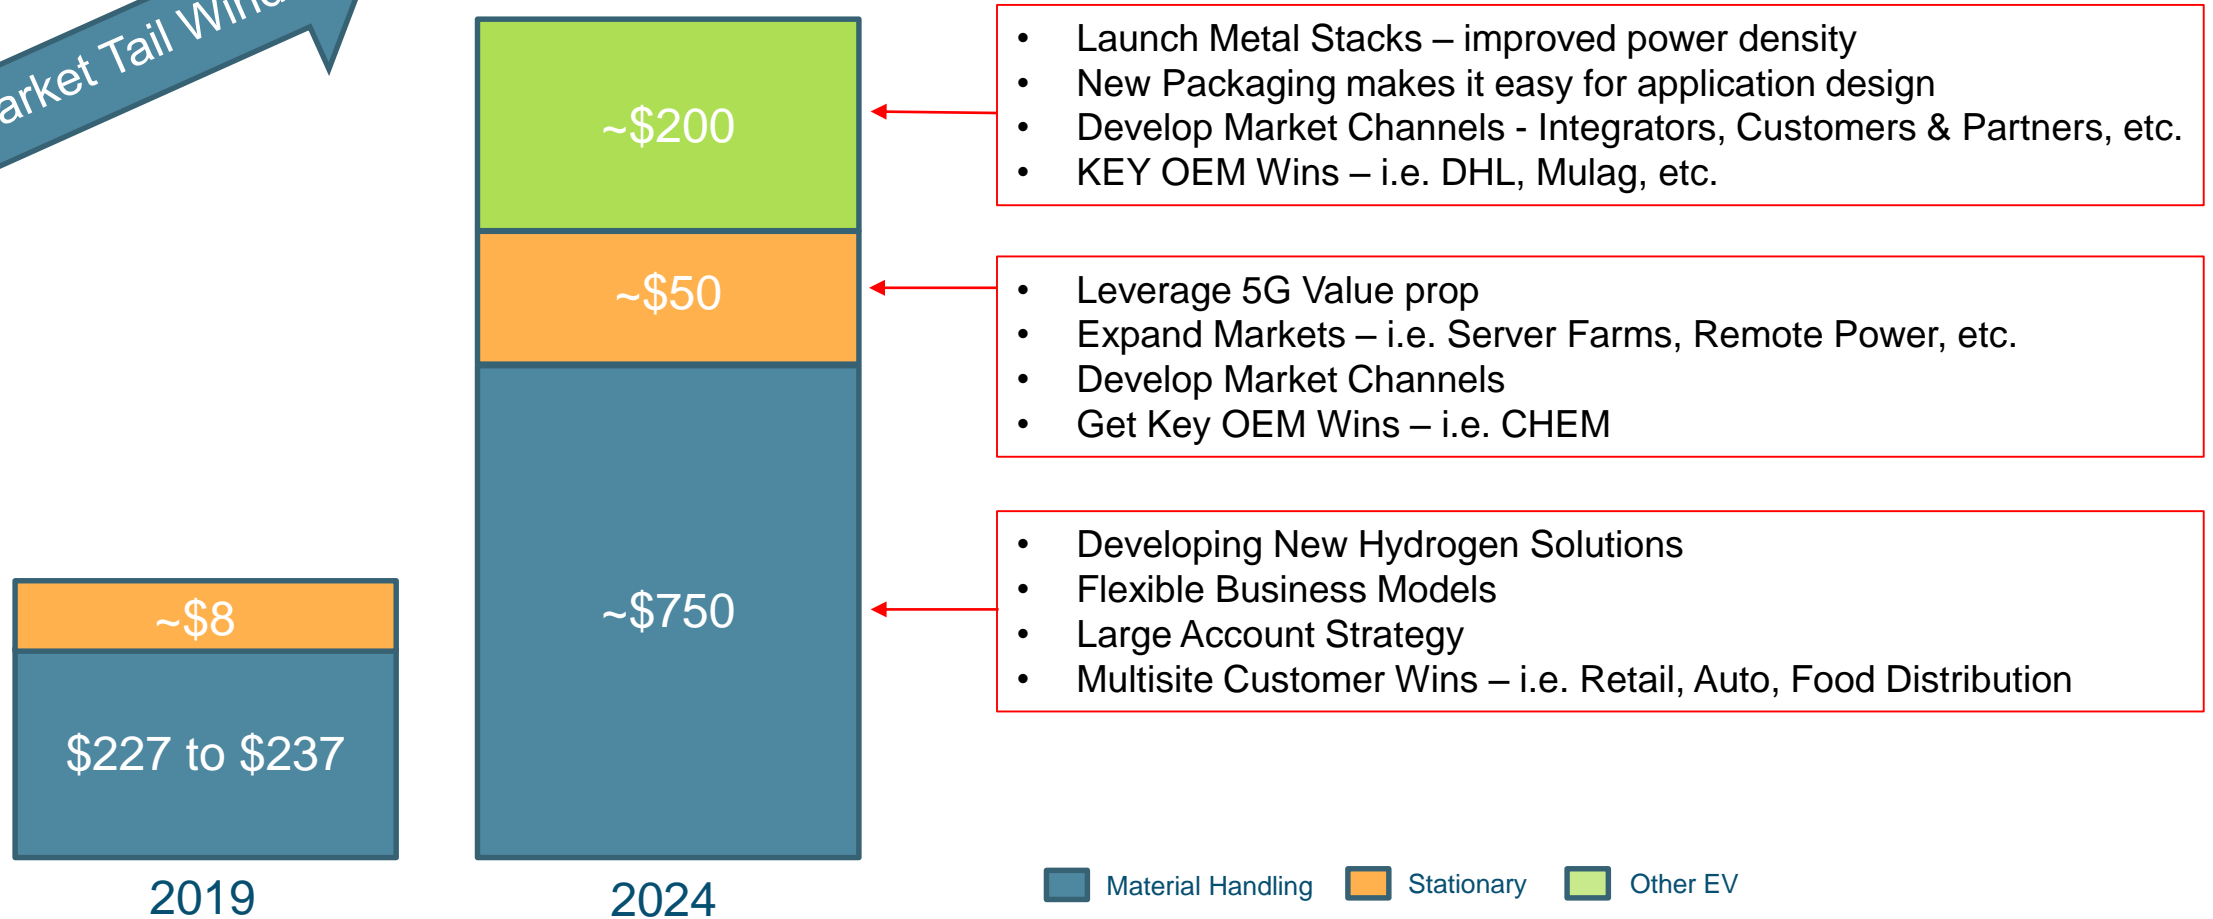 Tail
~$200
~$50
~$750
~$8
$227 to $237
2019
2024
• Launch Metal Stacks – improved power density
• New Packaging makes it easy for application design
• Develop Market Channels - Integrators, Customers & Partners, etc.
• KEY OEM Wins – i.e. DHL, Mulag, etc.
• Leverage 5G Value prop
• Expand Markets – i.e. Server Farms, Remote Power, etc.
• Develop Market Channels
• Get Key OEM Wins – i.e. CHEM
• Developing New Hydrogen Solutions
• Flexible Business Models
• Large Account Strategy
• Multisite Customer Wins – i.e. Retail, Auto, Food Distribution
Material Handling
Stationary
Other EV